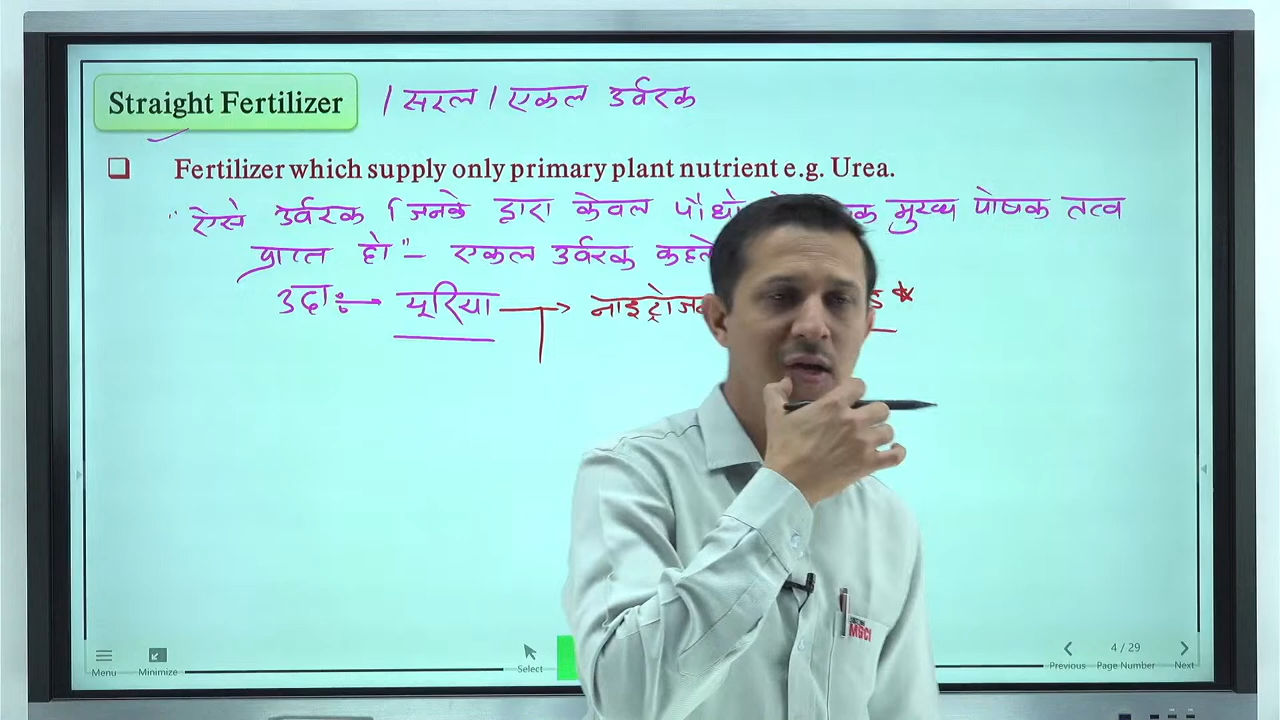 Straight Fertilizer / सरल / एकल उर्वरक
❑ Fertilizer which supply only primary plant nutrient e.g. Urea.
"ऐसे उर्वरक जिनके द्वारा केवल मुख्य पोषक तत्व
प्राप्त हो" – एकल उर्वरक
उदाः→ यूरिया →
Menu Minimize Select Previous 4 / 29 Page Number Next
MGCI